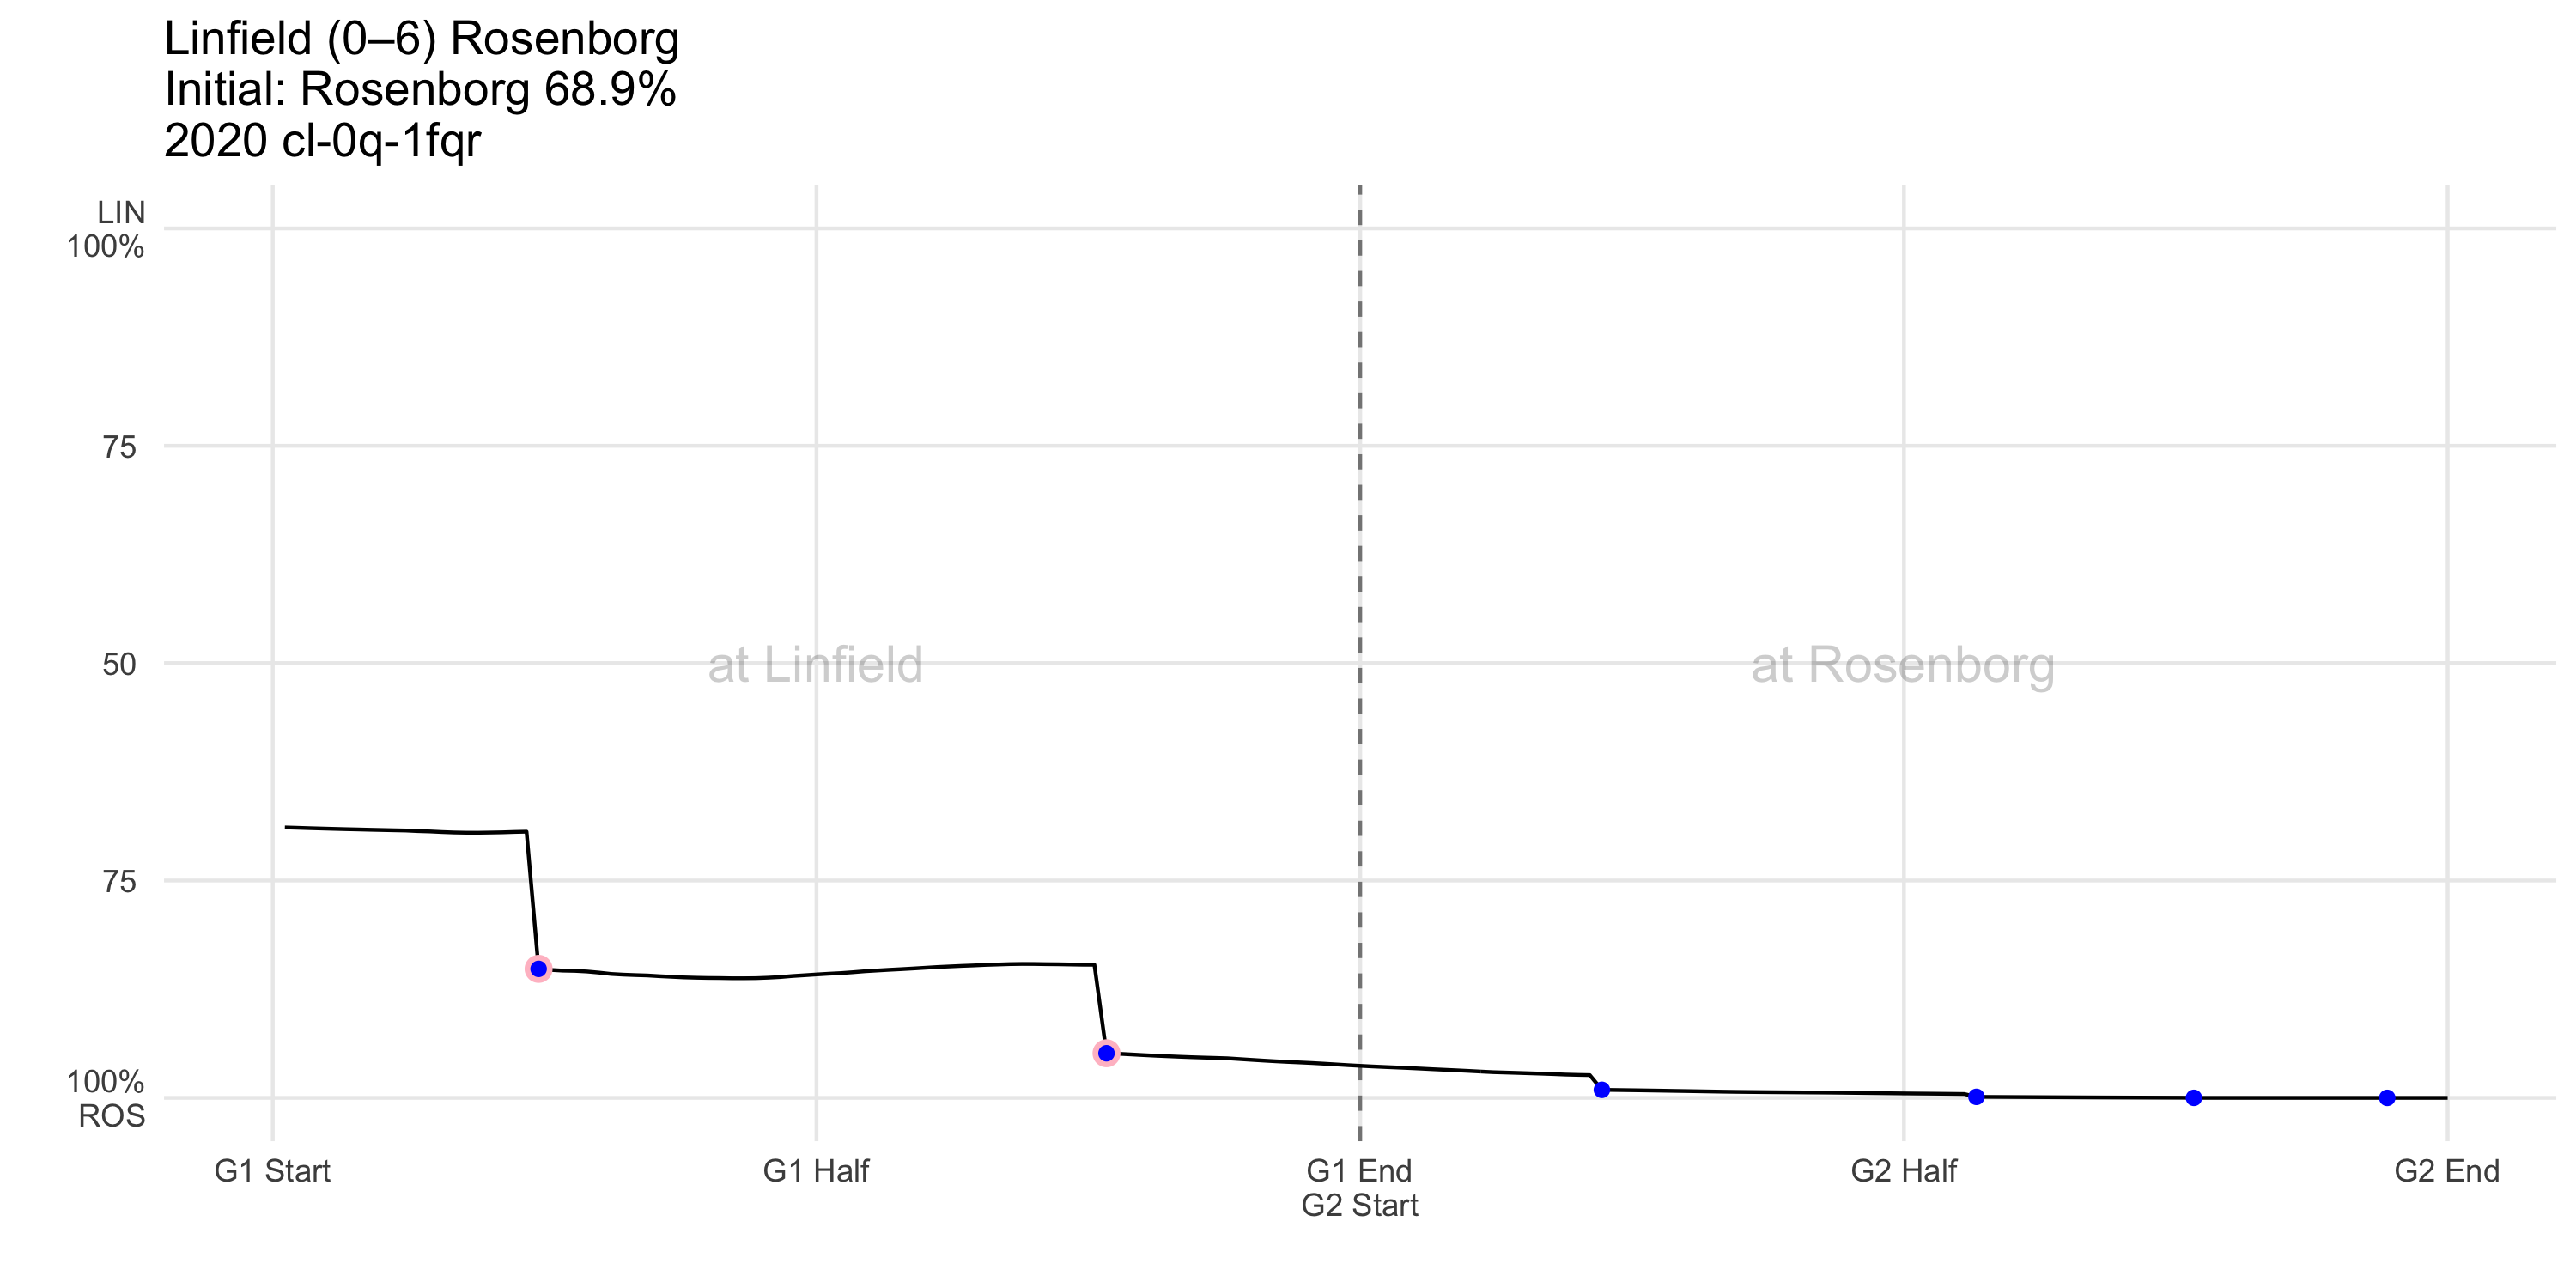 Linfield (0–6) Rosenborg
Initial: Rosenborg 68.9%
2020 cl-0q-1fqr
LIN
100%
75
50
at Linfield
at Rosenborg
75
100%
ROS
G1 Start
G1 Half
G1 End
G2 Start
G2 Half
G2 End